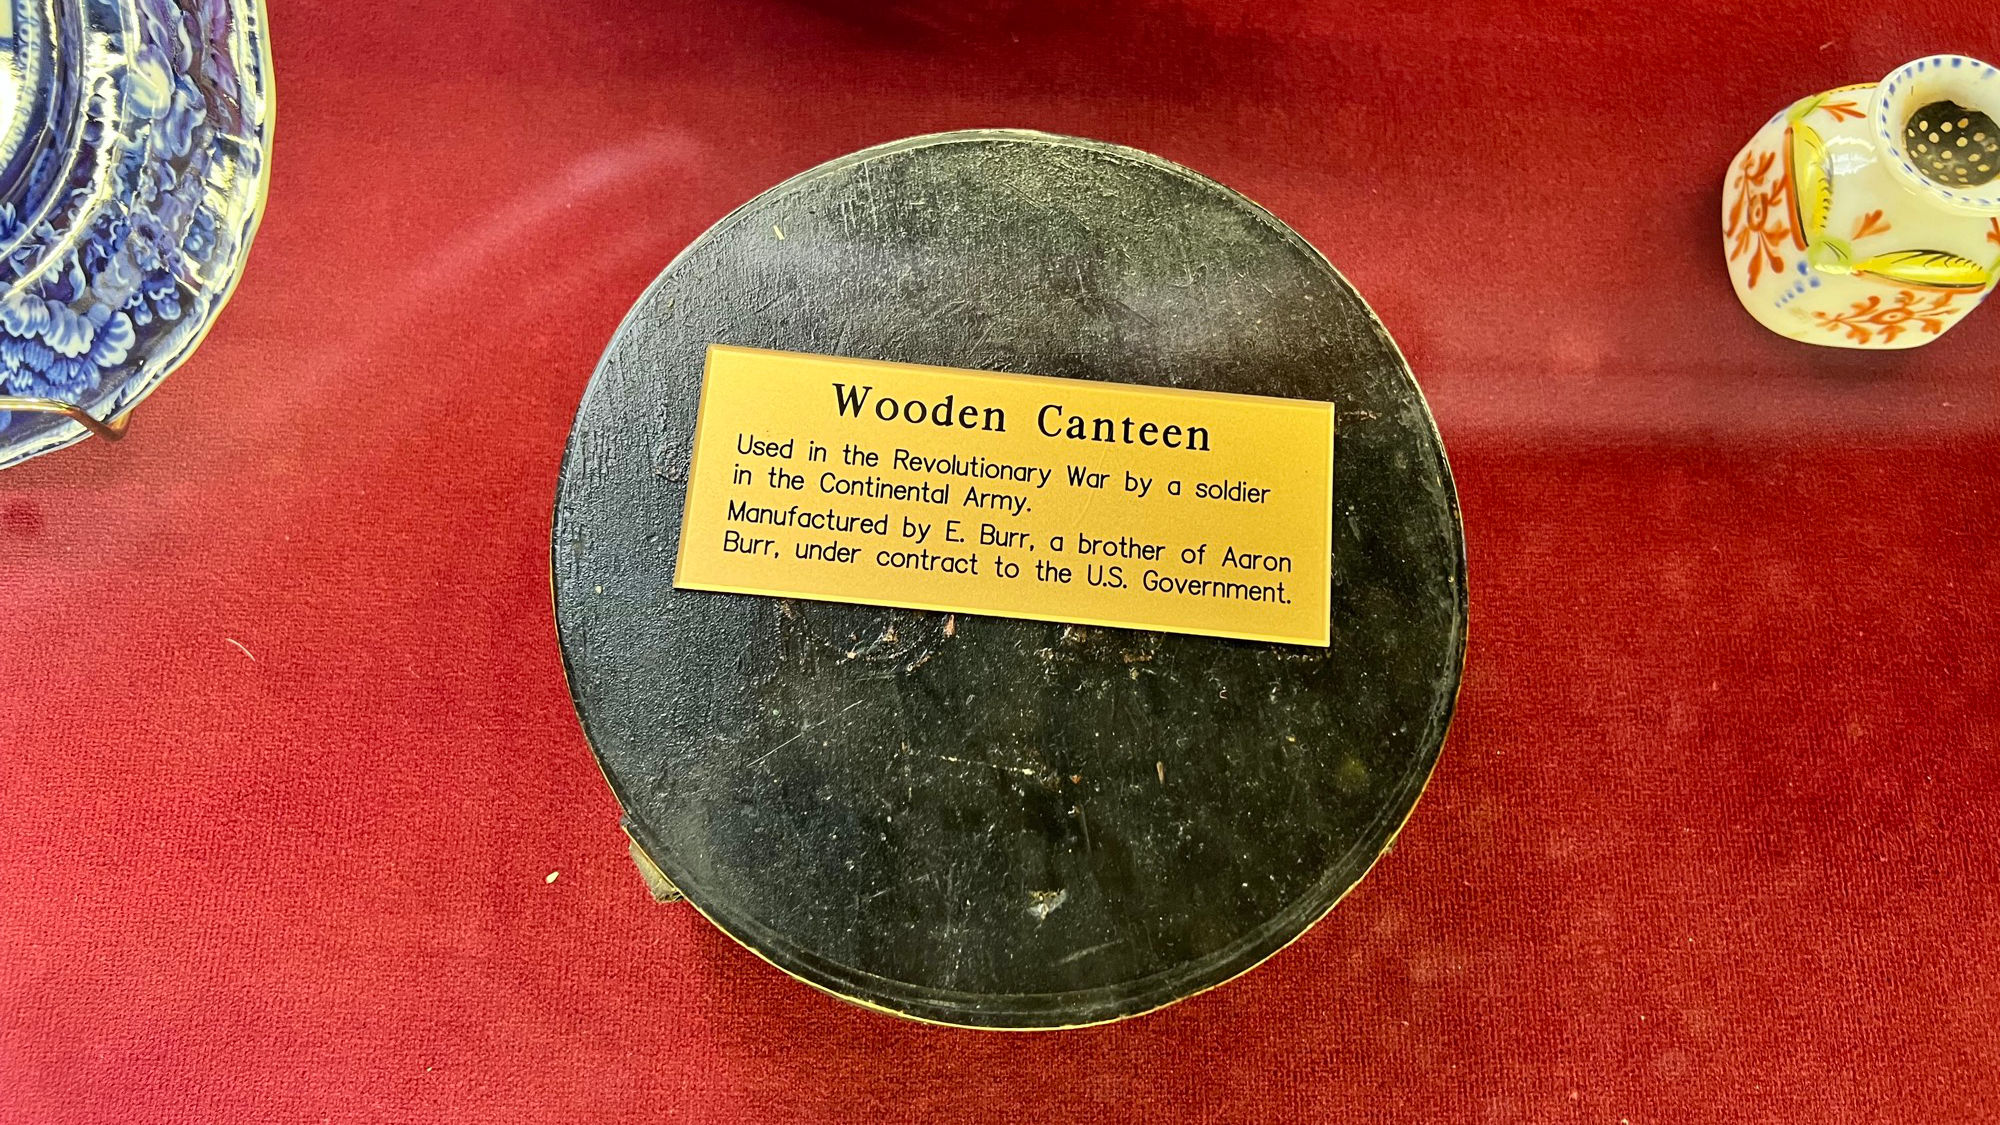 Wooden Canteen
Used in the Revolutionary War by a soldier
in the Continental Army.
Manufactured by E. Burr, a brother of Aaron
Burr, under contract to the U.S. Government.